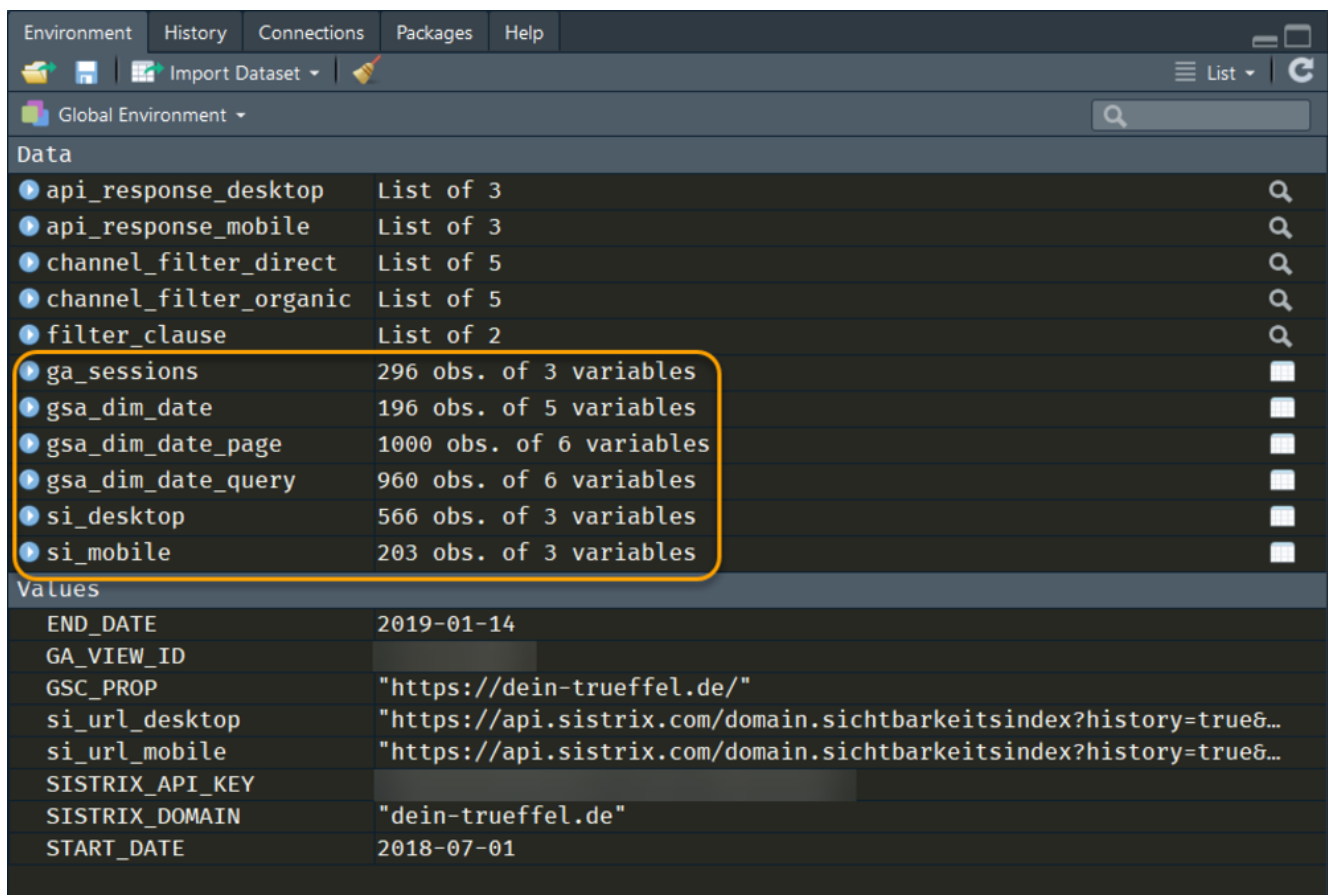 Environment History Connections Packages Help
Import Dataset List
Global Environment
Data
api_response_desktop List of 3
api_response_mobile List of 3
channel_filter_direct List of 5
channel_filter_organic List of 5
filter_clause List of 2
ga_sessions 296 obs. of 3 variables
gsa_dim_date 196 obs. of 5 variables
gsa_dim_date_page 1000 obs. of 6 variables
gsa_dim_date_query 960 obs. of 6 variables
si_desktop 566 obs. of 3 variables
si_mobile 203 obs. of 3 variables
Values
END_DATE 2019-01-14
GA_VIEW_ID
GSC_PROP "https://dein-trueffel.de/"
si_url_desktop "https://api.sistrix.com/domain.sichtbarkeitsindex?history=true&…
si_url_mobile "https://api.sistrix.com/domain.sichtbarkeitsindex?history=true&…
SISTRIX_API_KEY
SISTRIX_DOMAIN "dein-trueffel.de"
START_DATE 2018-07-01